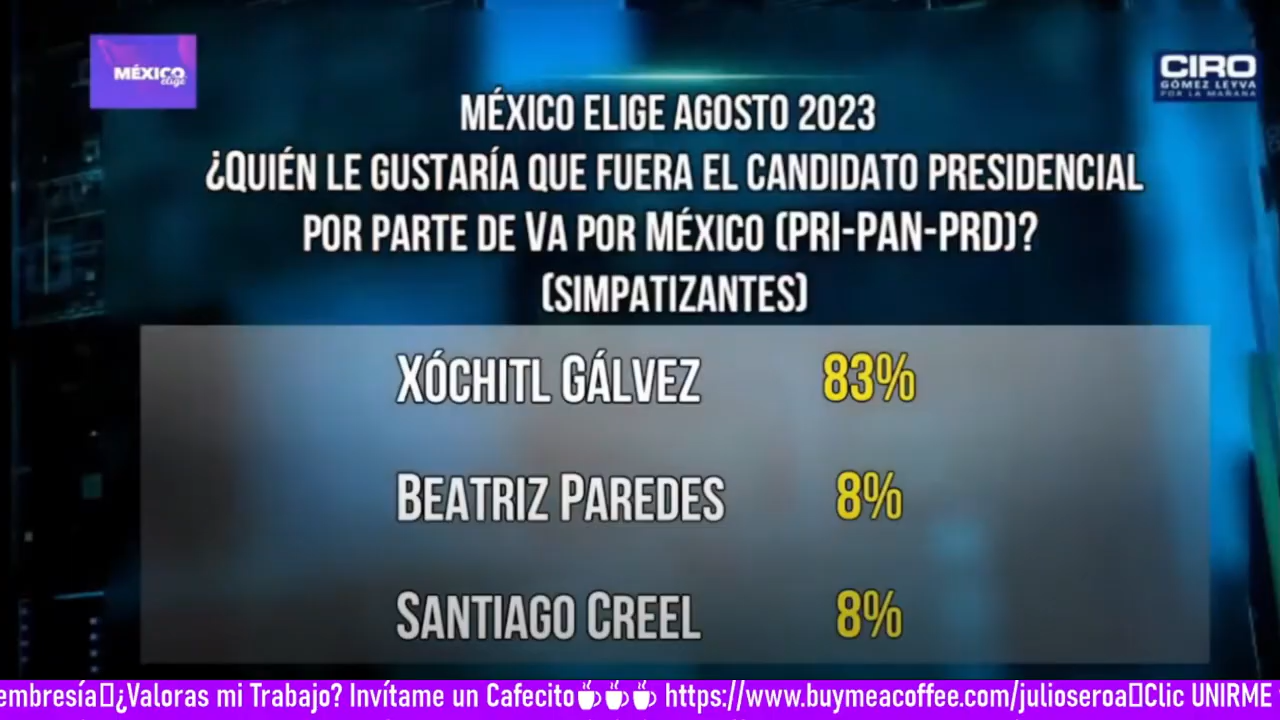 MÉXICO elige
CIRO
GÓMEZ LEYVA
POR LA MAÑANA
MÉXICO ELIGE AGOSTO 2023
¿QUIÉN LE GUSTARÍA QUE FUERA EL CANDIDATO PRESIDENCIAL
POR PARTE DE VA POR MÉXICO (PRI-PAN-PRD)?
(SIMPATIZANTES)
XÓCHITL GÁLVEZ 83%
BEATRIZ PAREDES 8%
SANTIAGO CREEL 8%
embresía▯¿Valoras mi Trabajo? Invítame un Cafecito☕☕☕ https://www.buymeacoffee.com/julioseroa▯Clic UNIRME